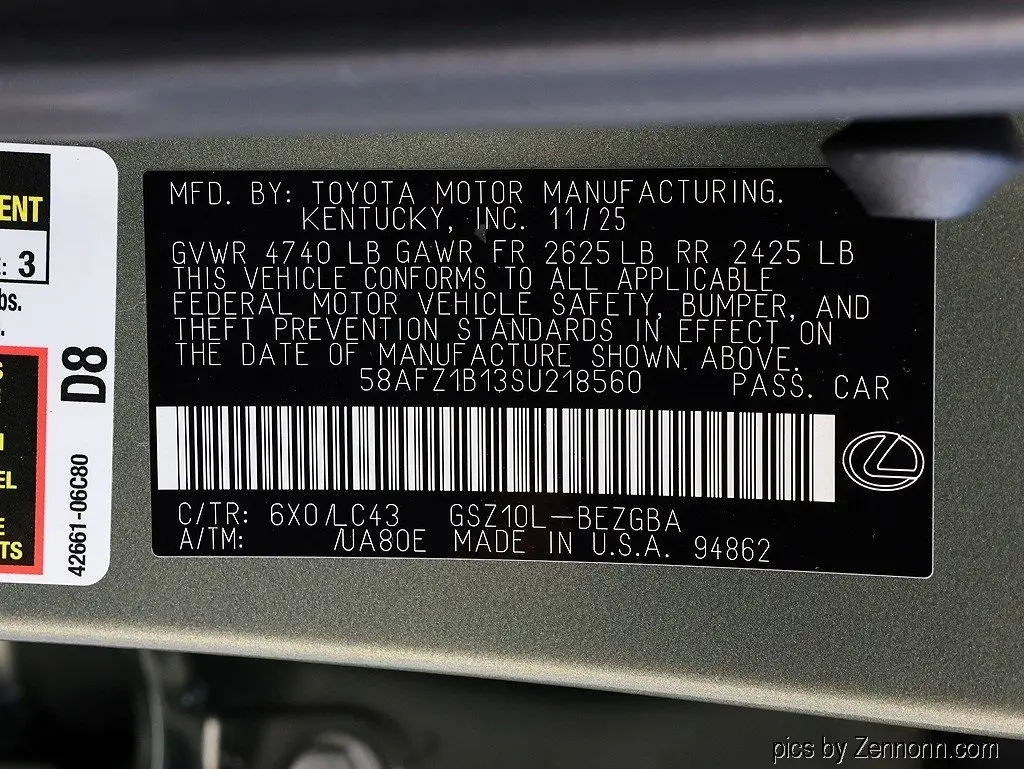 ENT
: 3
bs.
D8
42661-06C80
EL
TS
MFD. BY: TOYOTA MOTOR MANUFACTURING.
KENTUCKY, INC. 11/25
GVWR 4740 LB GAWR FR 2625 LB RR 2425 LB
THIS VEHICLE CONFORMS TO ALL APPLICABLE
FEDERAL MOTOR VEHICLE SAFETY, BUMPER, AND
THEFT PREVENTION STANDARDS IN EFFECT ON
THE DATE OF MANUFACTURE SHOWN ABOVE.
58AFZ1B13SU218560 PASS. CAR
C/TR: 6X0/LC43 GSZ10L-BEZGBA
A/TM: /UA80E MADE IN U.S.A. 94862
pics by Zennonn.com